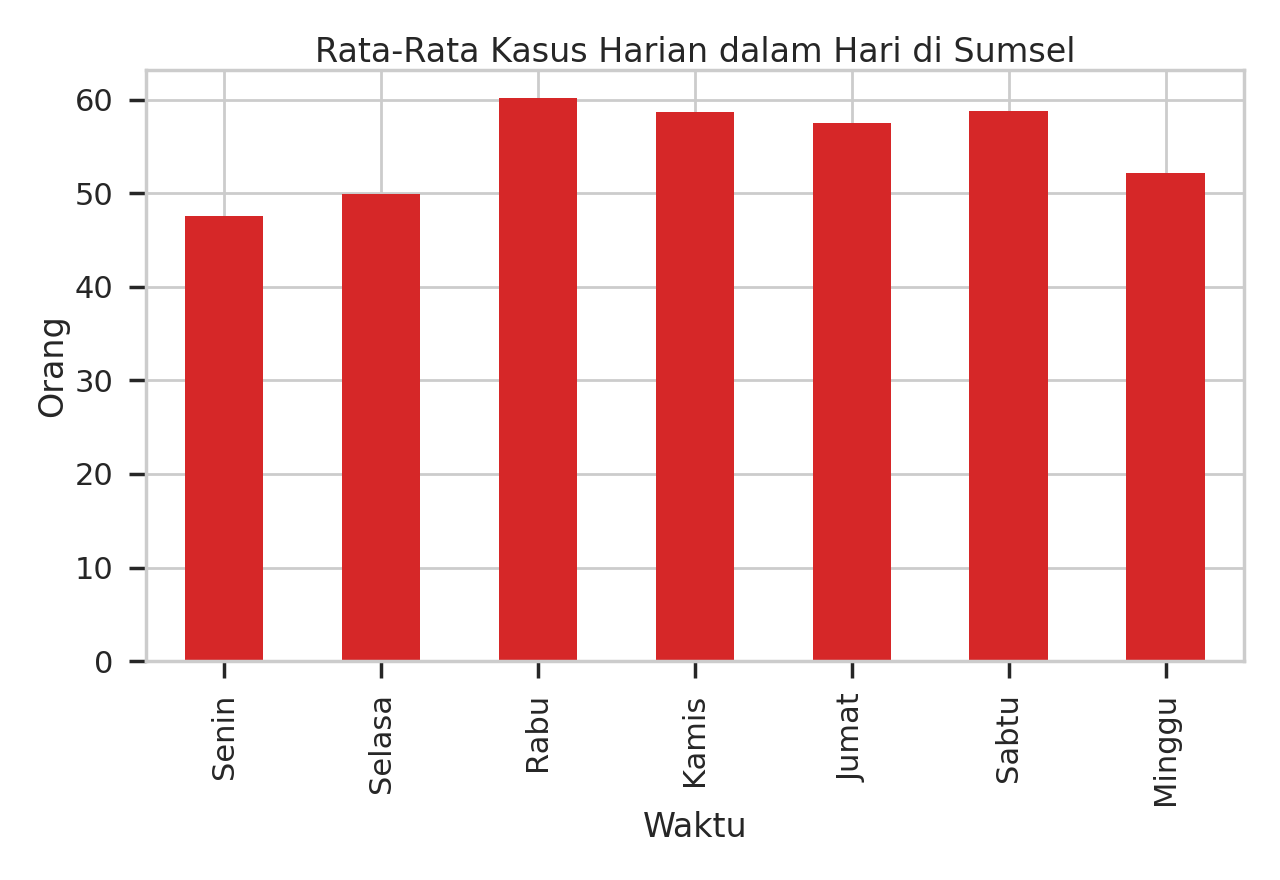 Rata-Rata Kasus Harian dalam Hari di Sumsel
60
50
40
30
20
10
0
Orang
Senin
Selasa
Rabu
Kamis
Jumat
Sabtu
Minggu
Waktu